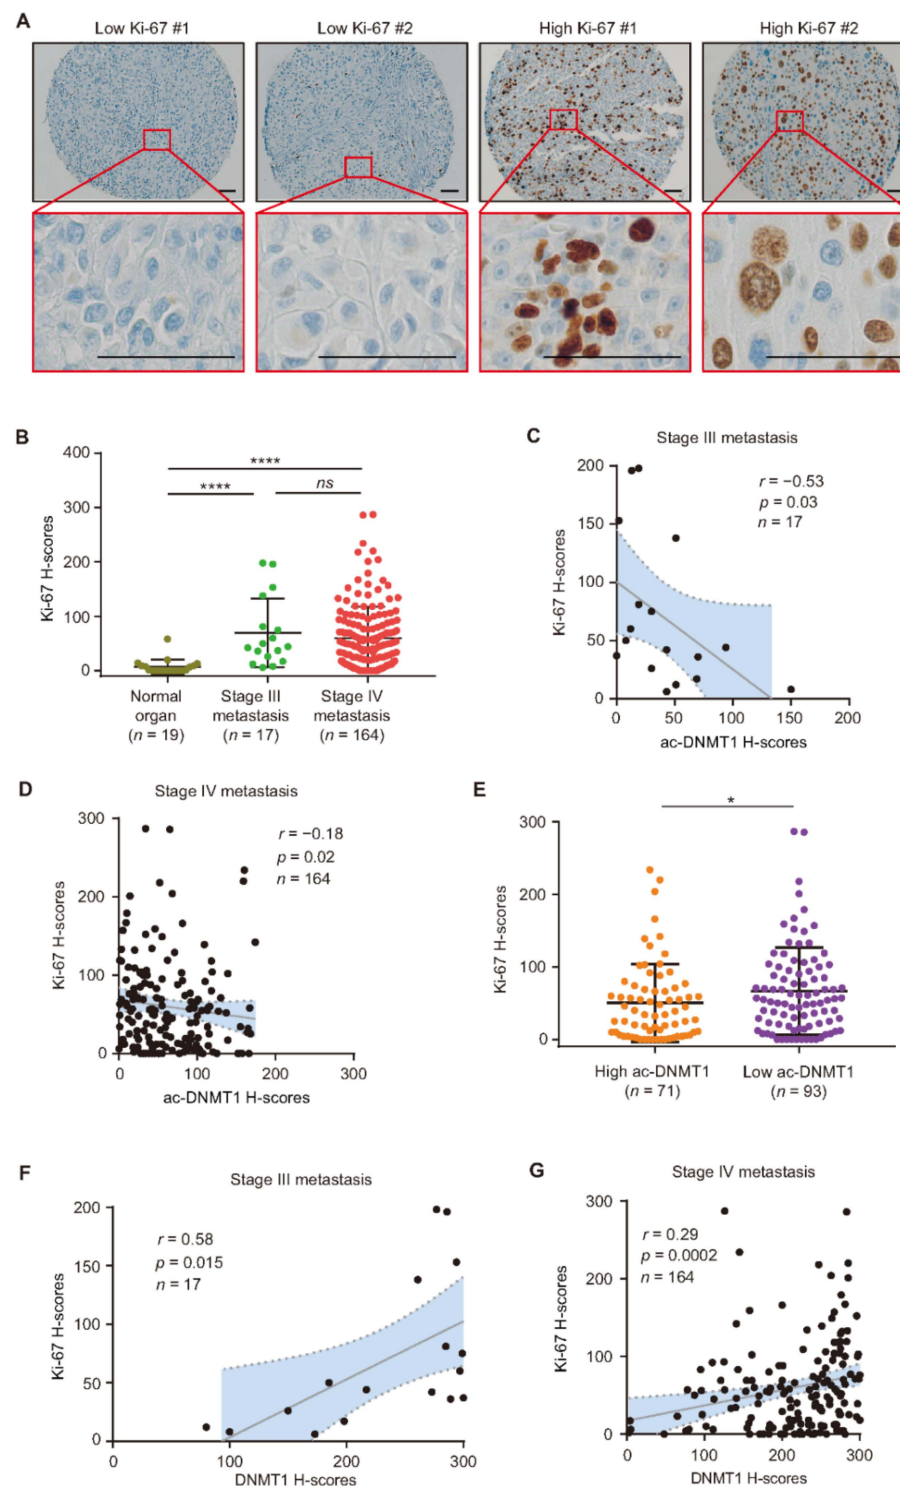 A
Low Ki-67 #1
Low Ki-67 #2
High Ki-67 #1
High Ki-67 #2
B
Ki-67 H-scores
400
300
200
100
0
****
****
ns
Normal organ (n = 19)
Stage III metastasis (n = 17)
Stage IV metastasis (n = 164)
C
Stage III metastasis
r = −0.53
p = 0.03
n = 17
Ki-67 H-scores
200
150
100
50
0
0 50 100 150 200
ac-DNMT1 H-scores
D
Stage IV metastasis
r = −0.18
p = 0.02
n = 164
Ki-67 H-scores
300
200
100
0
0 100 200 300
ac-DNMT1 H-scores
E
*
Ki-67 H-scores
300
200
100
0
High ac-DNMT1 (n = 71)
Low ac-DNMT1 (n = 93)
F
Stage III metastasis
r = 0.58
p = 0.015
n = 17
Ki-67 H-scores
200
150
100
50
0
0 100 200 300
DNMT1 H-scores
G
Stage IV metastasis
r = 0.29
p = 0.0002
n = 164
Ki-67 H-scores
300
200
100
0
0 100 200 300
DNMT1 H-scores